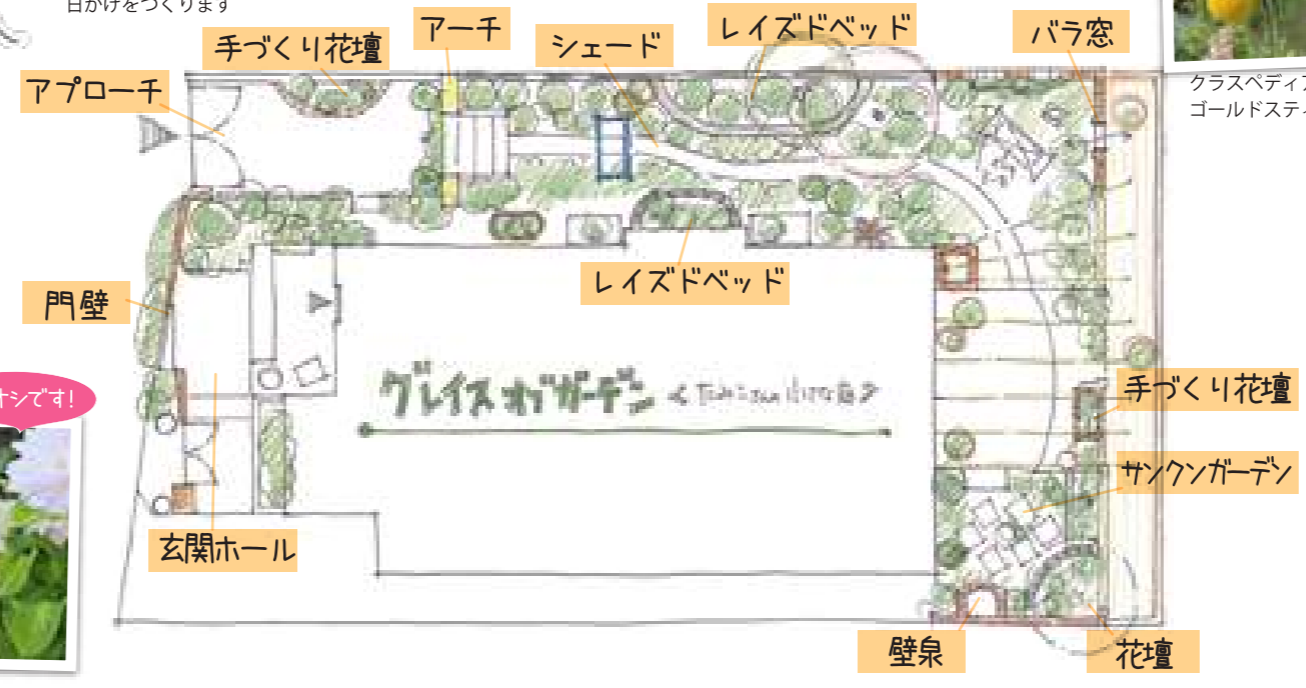 日かげをつくります
アーチ
レイズドベッド
バラ窓
手づくり花壇
シェード
アプローチ
クラスペディア
ゴールドスティ
レイズドベッド
門壁
オシです!
グレイスオブガーデン
手づくり花壇
サンクンガーデン
玄関ホール
壁泉
花壇